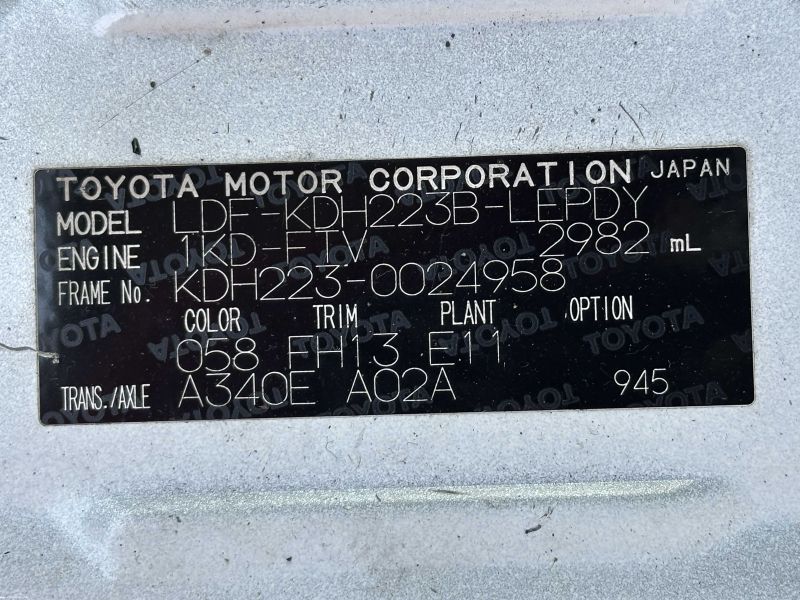 TOYOTA MOTOR CORPORATION JAPAN
MODEL LDF-KDH223B-LEPDY
ENGINE 1KD-FTV 2982 mL
FRAME No. KDH223-0024958
COLOR TRIM PLANT OPTION
058 FH13 E11
TRANS./AXLE A340E A02A 945